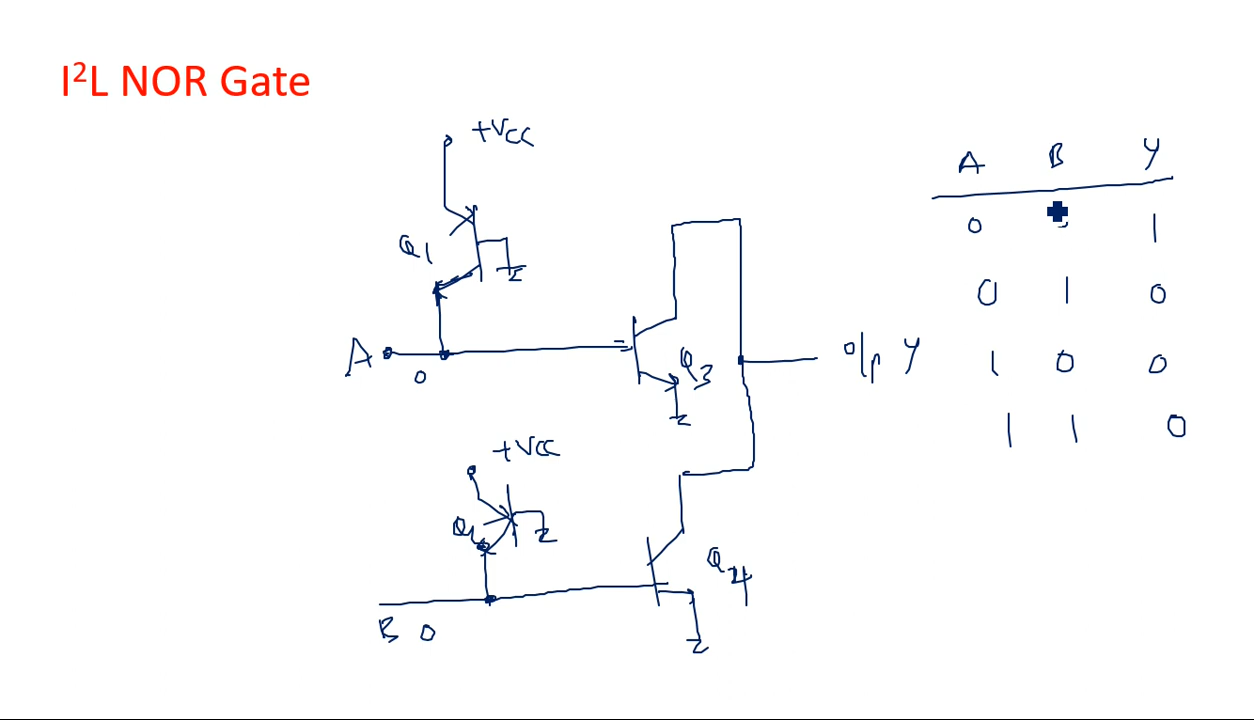 I²L NOR Gate
+VCC
A B Y
Q1
0 1
0 1 0
A
0
Q3
o/p Y
1 0 0
+VCC
1 1 0
Q4
B 0